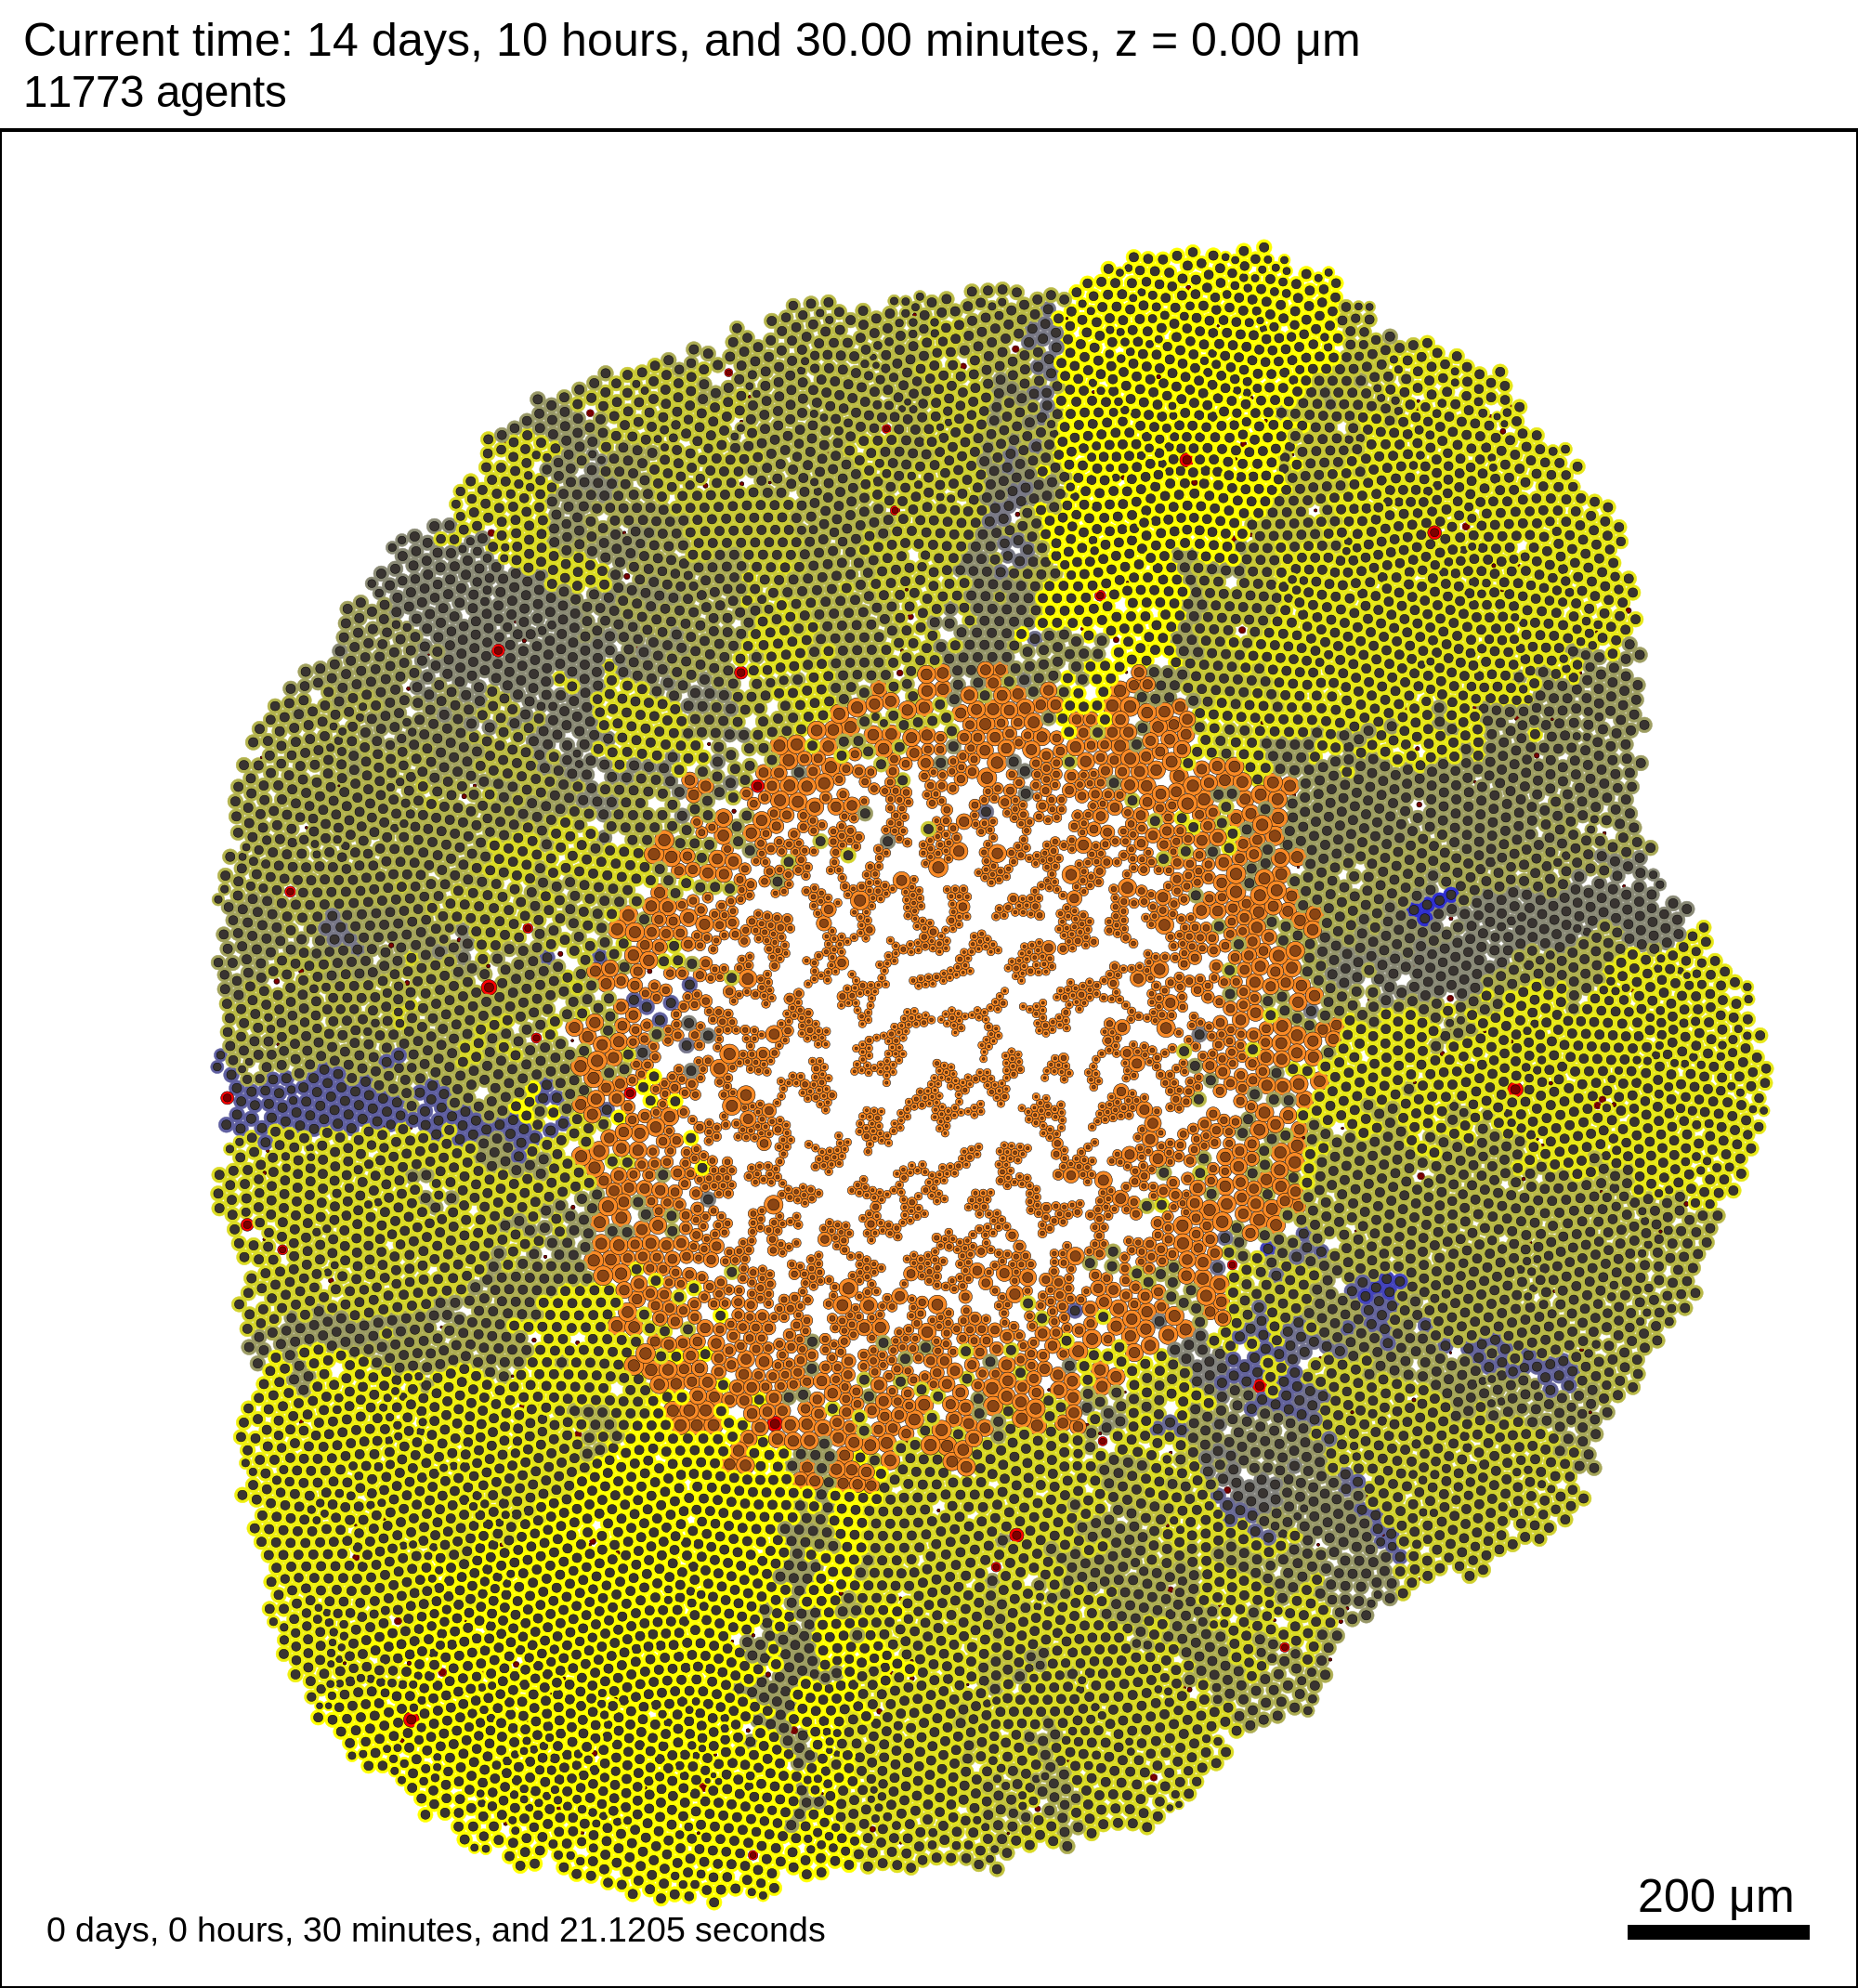 Current time: 14 days, 10 hours, and 30.00 minutes, z = 0.00 μm
11773 agents
200 μm
0 days, 0 hours, 30 minutes, and 21.1205 seconds